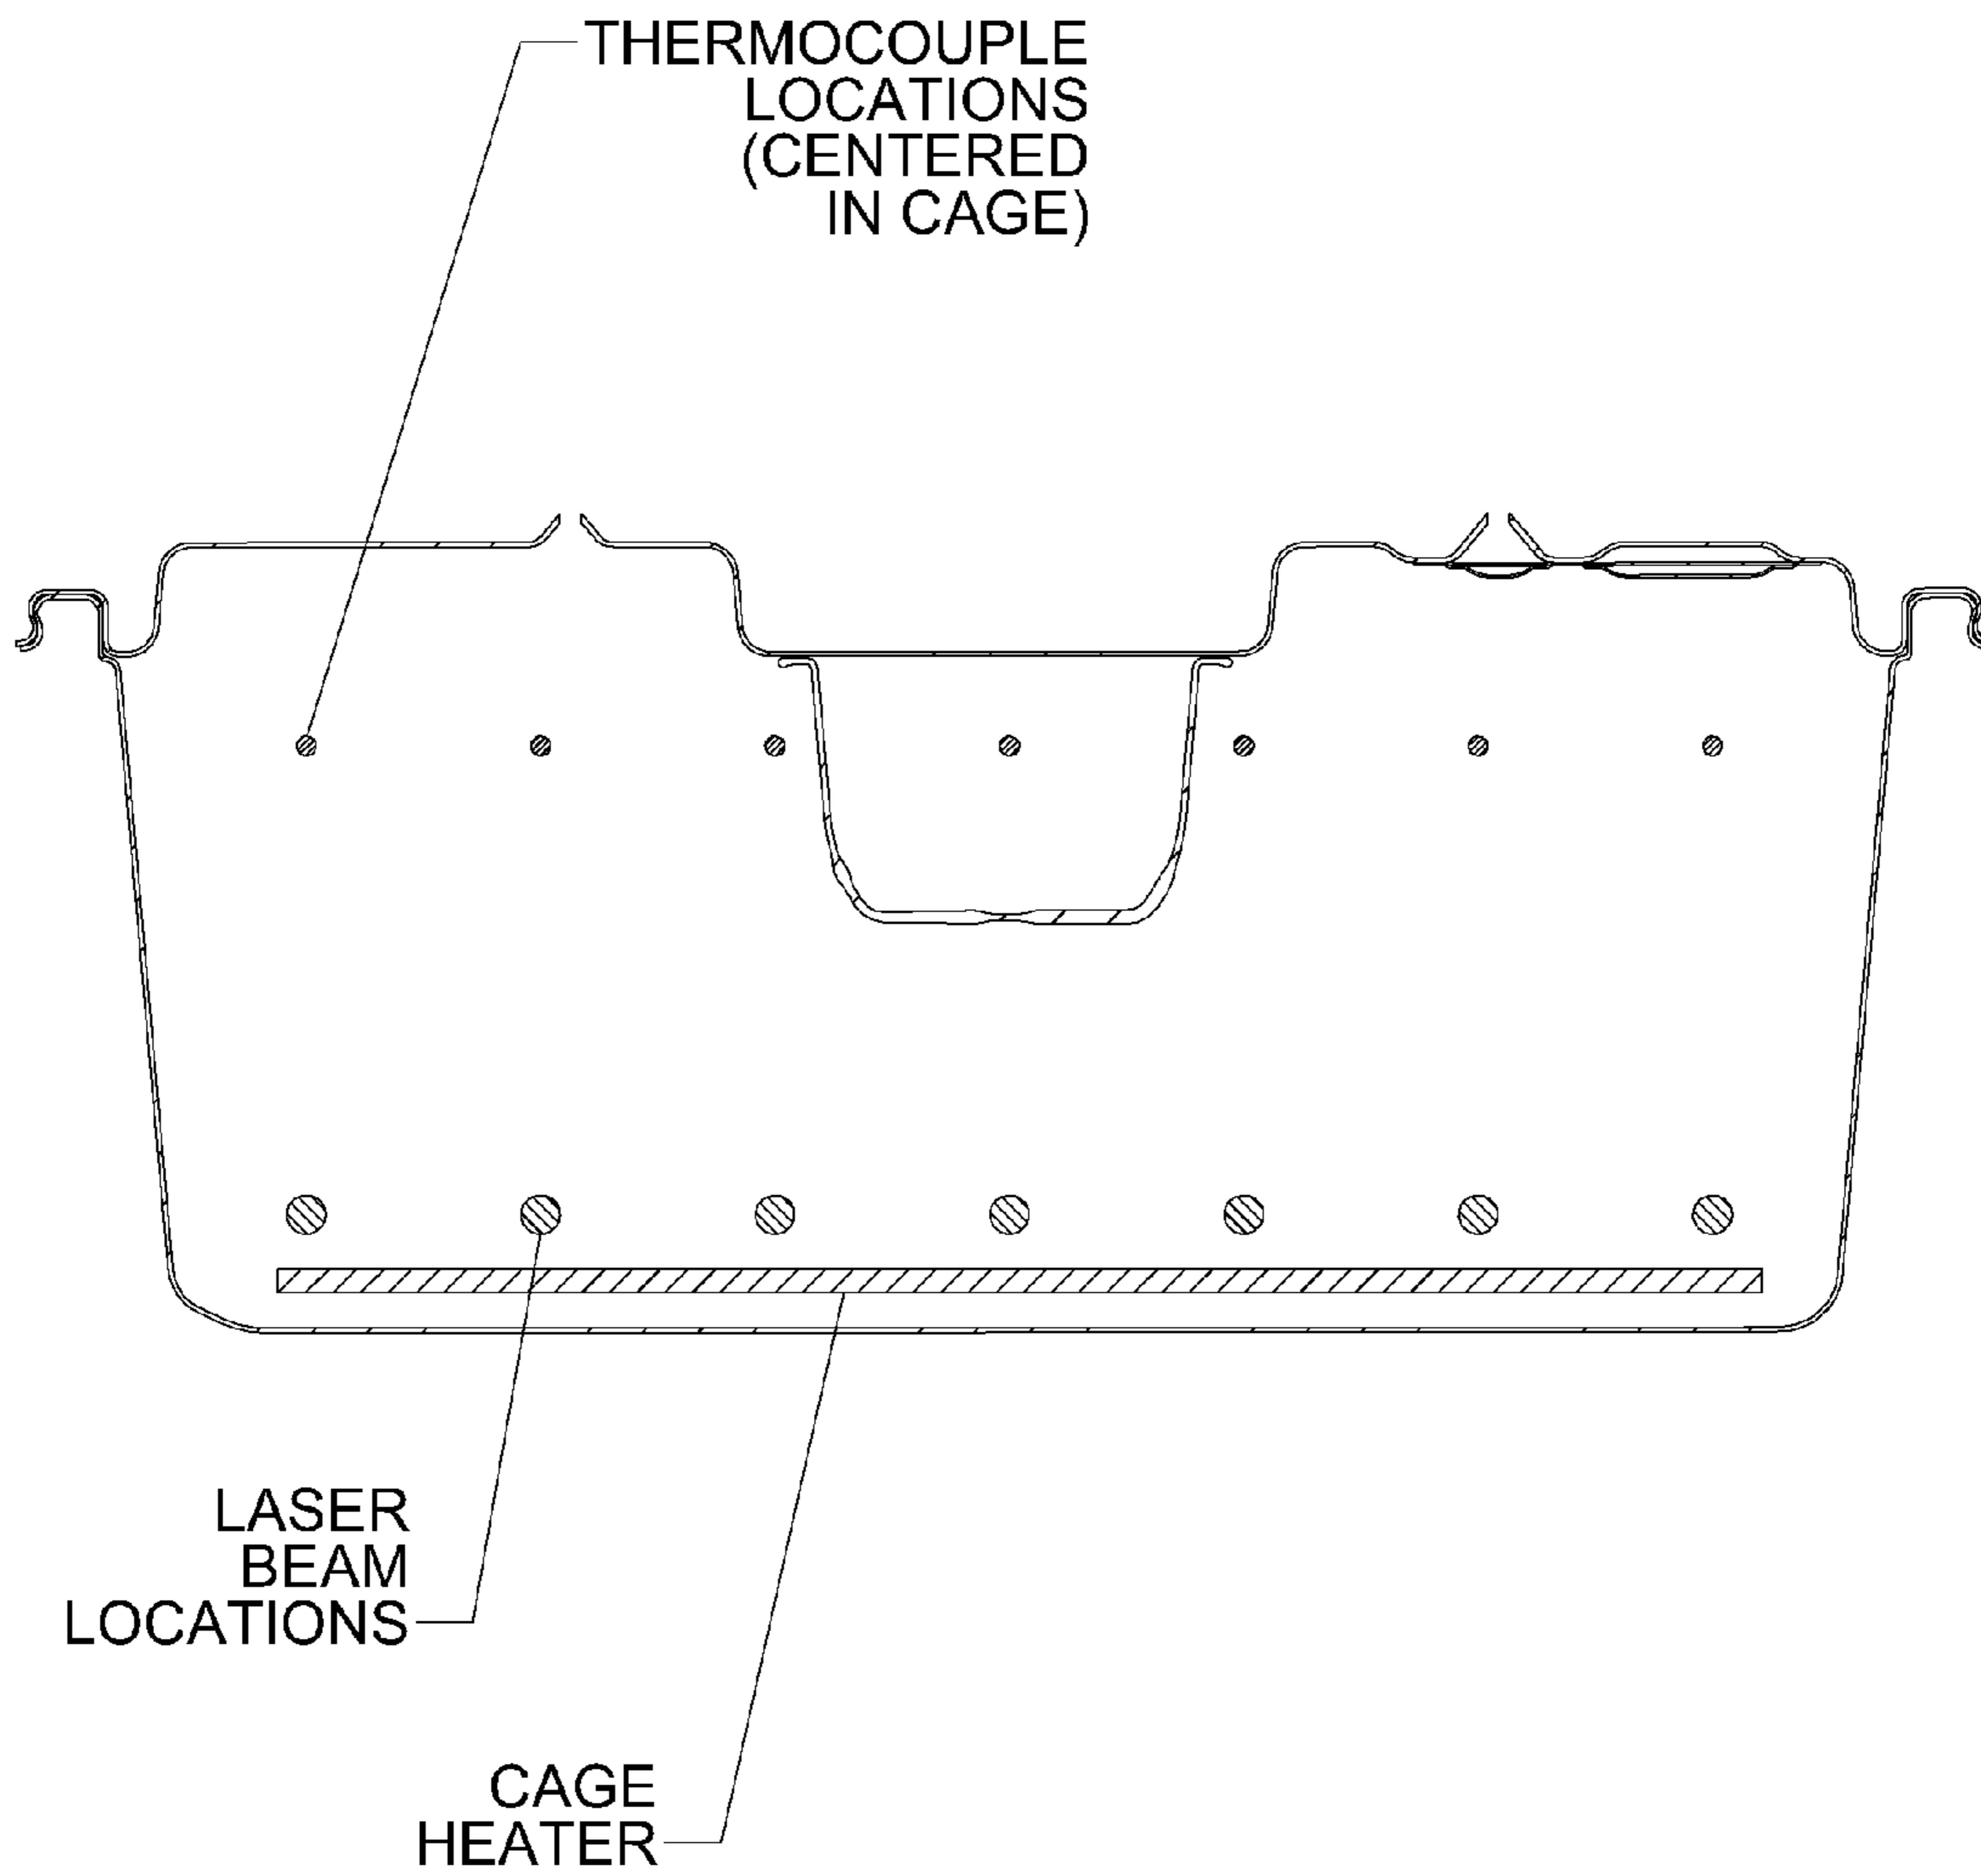 THERMOCOUPLE
LOCATIONS
(CENTERED
IN CAGE)
LASER
BEAM
LOCATIONS
CAGE
HEATER